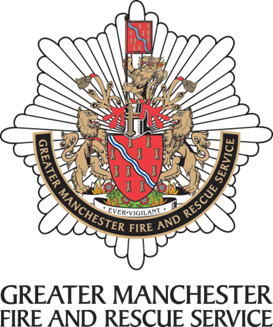 GREATER MANCHESTER FIRE AND RESCUE SERVICE
EVER VIGILANT
GREATER MANCHESTER
FIRE AND RESCUE SERVICE